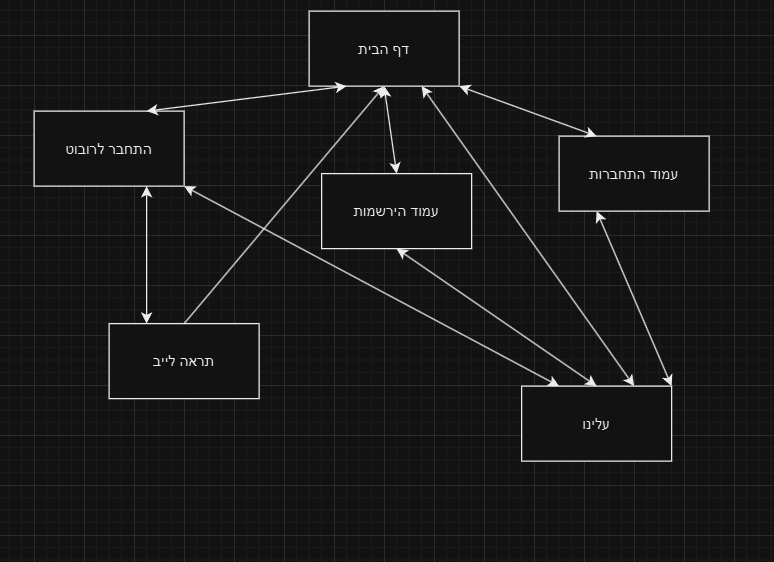 דף הבית
התחבר לרובוט
עמוד התחברות
עמוד הירשמות
תראה לייב
עלינו